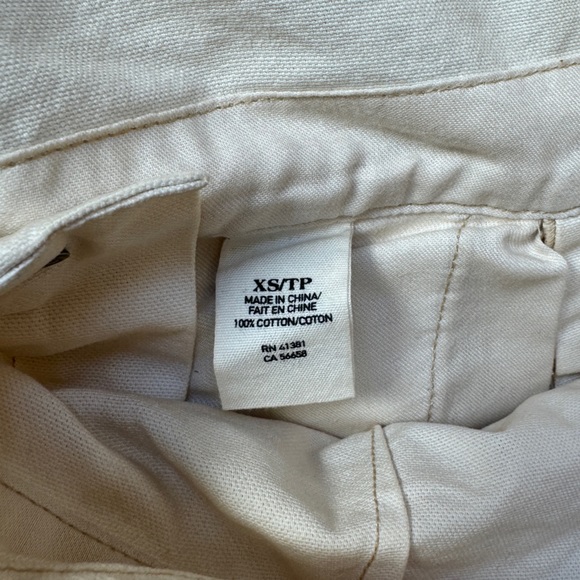 XS/TP
MADE IN CHINA/
FAIT EN CHINE
100% COTTON/COTON
RN 41381
CA 56658